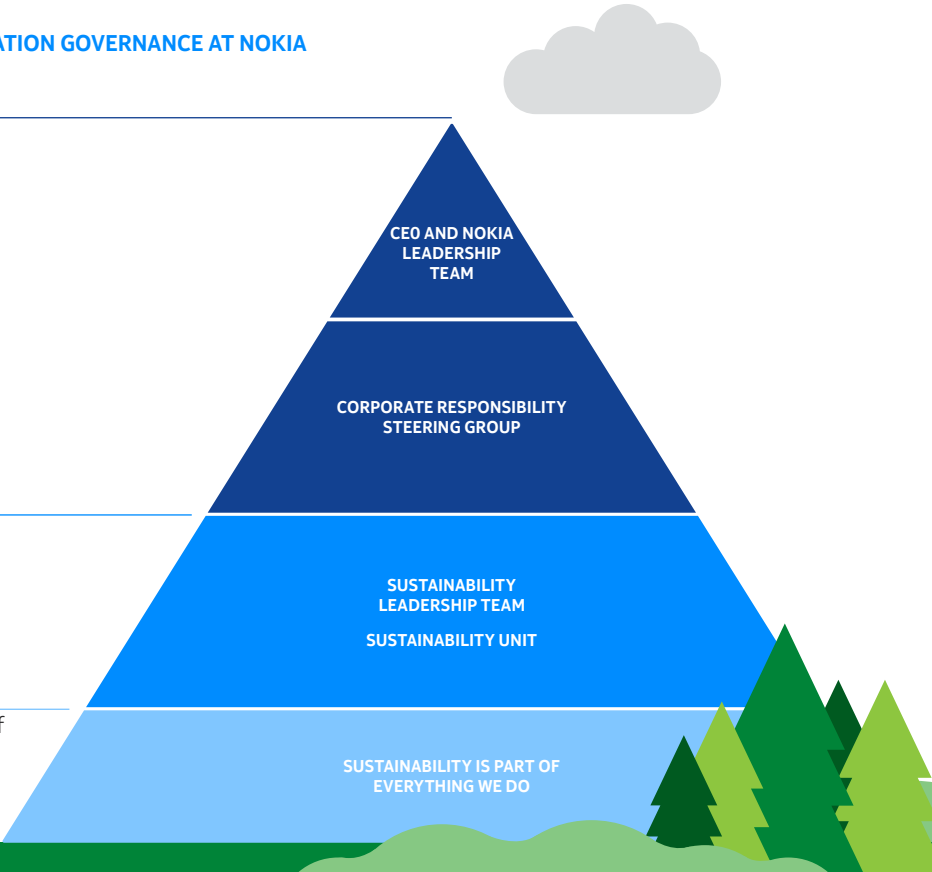 ATION GOVERNANCE AT NOKIA
CEO AND NOKIA
LEADERSHIP
TEAM
CORPORATE RESPONSIBILITY
STEERING GROUP
SUSTAINABILITY
LEADERSHIP TEAM
SUSTAINABILITY UNIT
f
SUSTAINABILITY IS PART OF
EVERYTHING WE DO